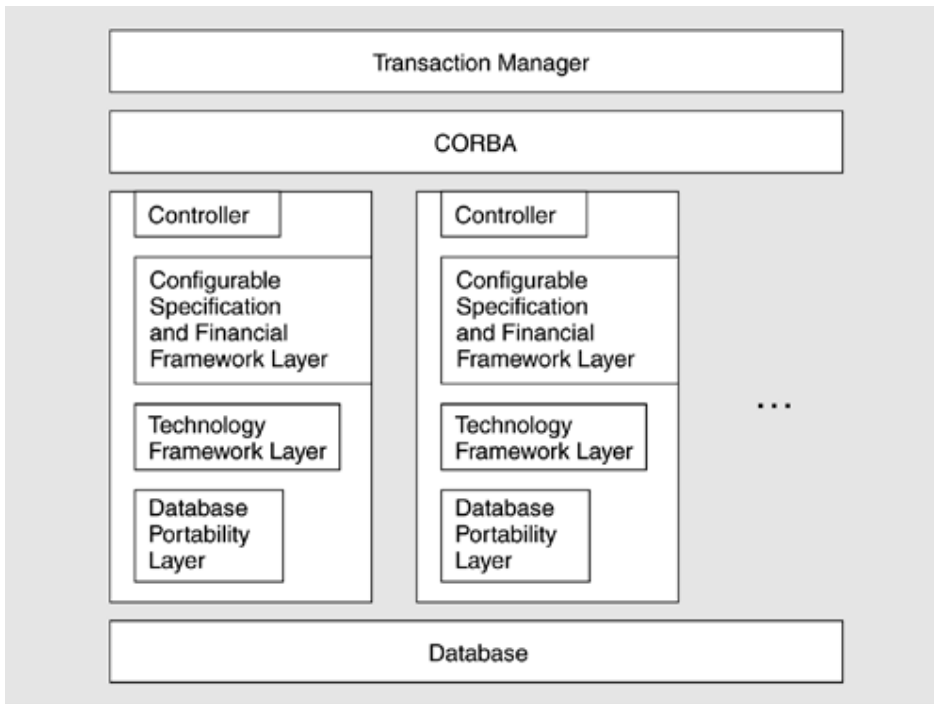 Transaction Manager
CORBA
Controller
Configurable
Specification
and Financial
Framework Layer
Technology
Framework Layer
Database
Portability
Layer
Controller
Configurable
Specification
and Financial
Framework Layer
Technology
Framework Layer
Database
Portability
Layer
...
Database